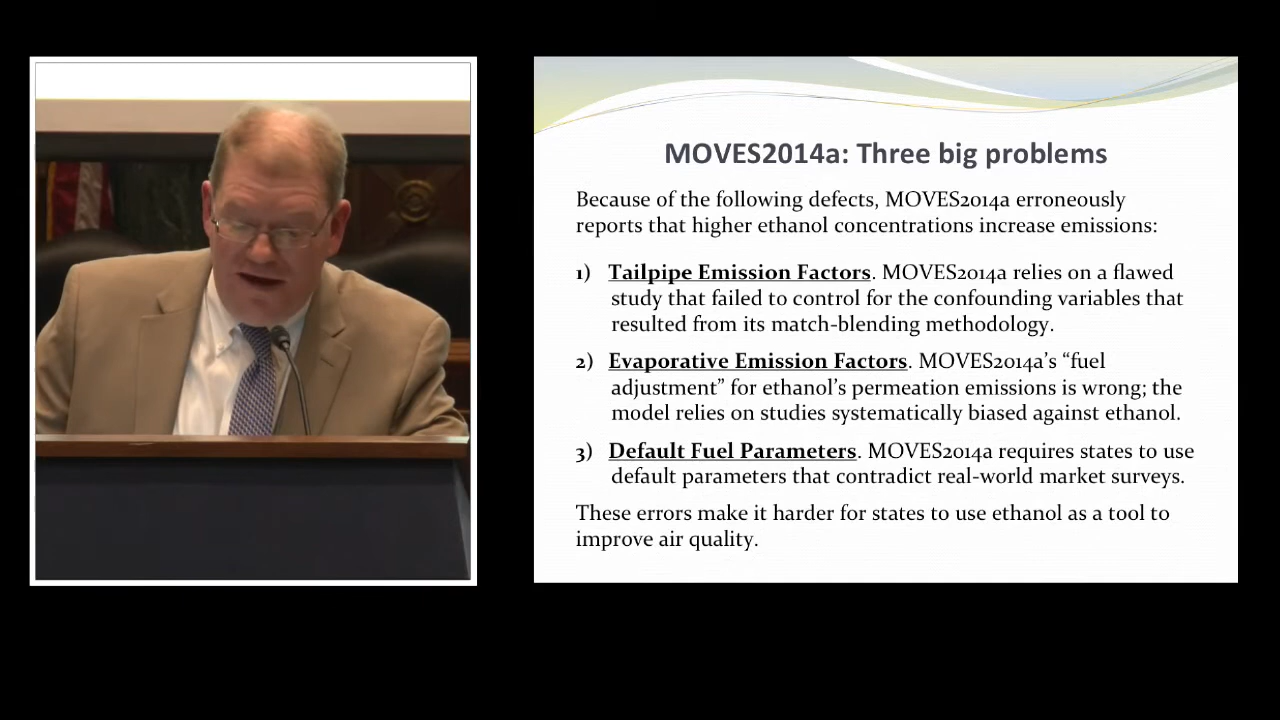 MOVES2014a: Three big problems
Because of the following defects, MOVES2014a erroneously
reports that higher ethanol concentrations increase emissions:
1) Tailpipe Emission Factors. MOVES2014a relies on a flawed
study that failed to control for the confounding variables that
resulted from its match-blending methodology.
2) Evaporative Emission Factors. MOVES2014a’s “fuel
adjustment” for ethanol’s permeation emissions is wrong; the
model relies on studies systematically biased against ethanol.
3) Default Fuel Parameters. MOVES2014a requires states to use
default parameters that contradict real-world market surveys.
These errors make it harder for states to use ethanol as a tool to
improve air quality.